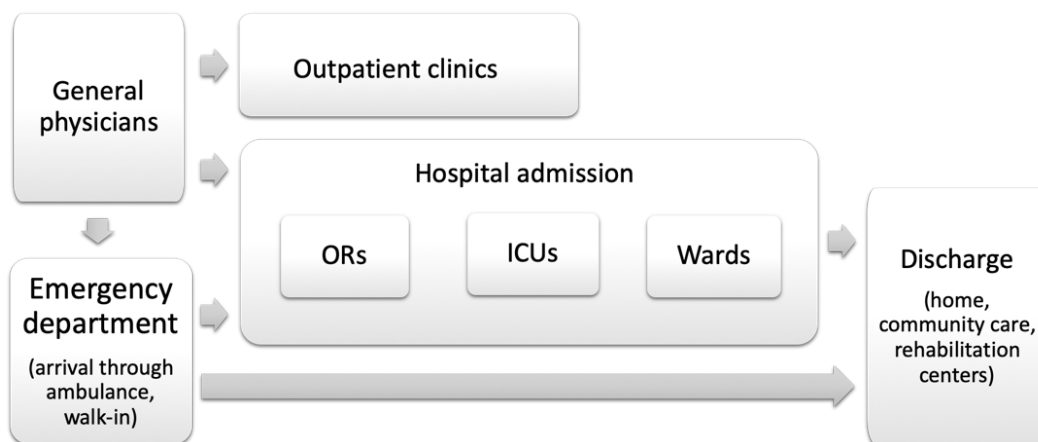 General
physicians
Outpatient clinics
Hospital admission
ORs
ICUs
Wards
Emergency
department
(arrival through
ambulance,
walk-in)
Discharge
(home,
community care,
rehabilitation
centers)